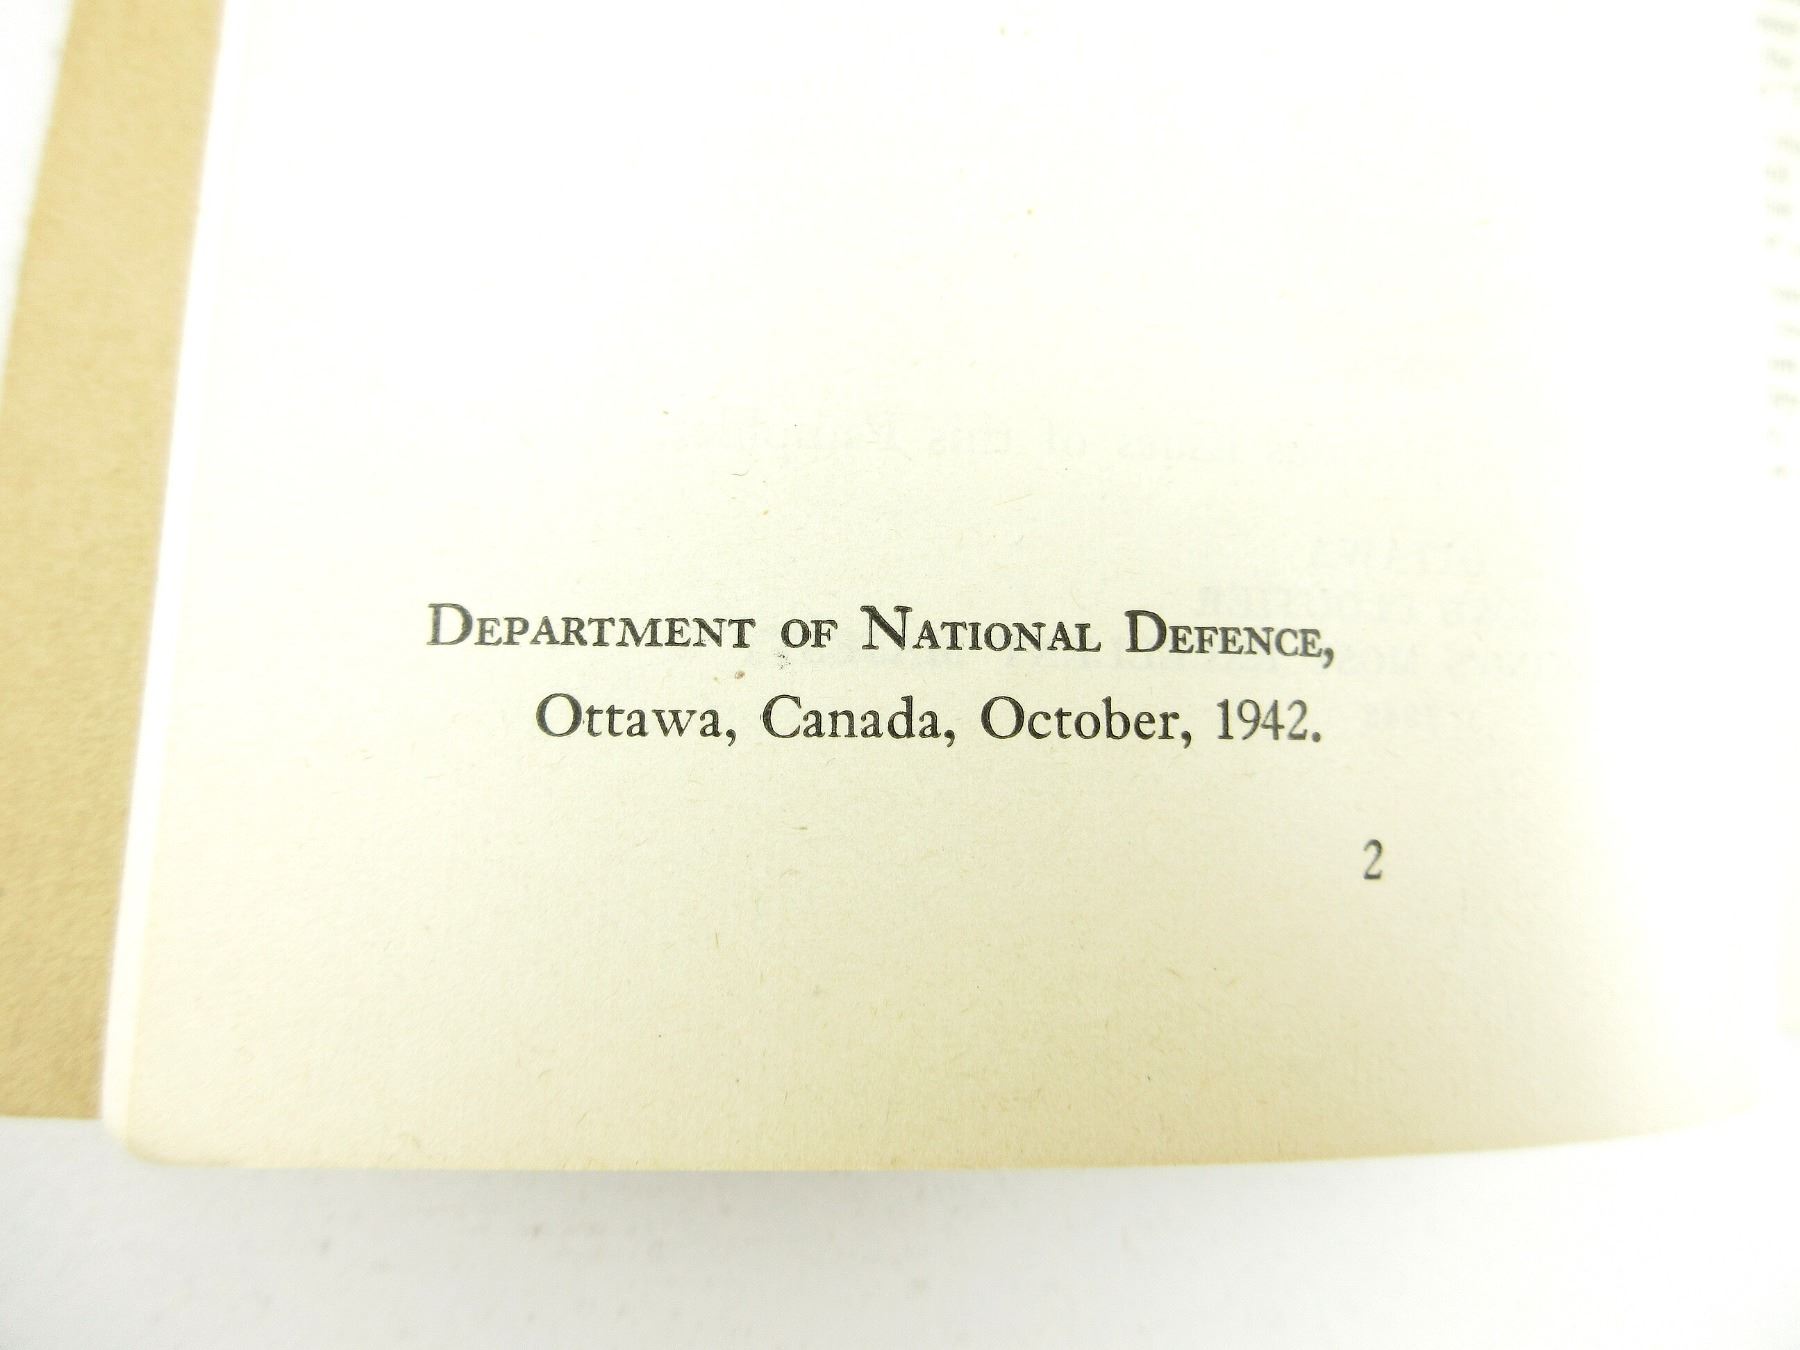 Department of National Defence,
Ottawa, Canada, October, 1942.
2